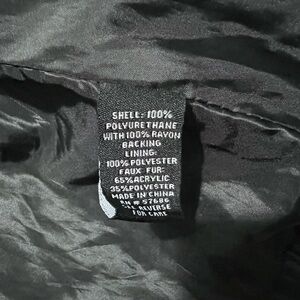 SHELL: 100%
POLYURETHANE
WITH 100% RAYON
BACKING
LINING:
100% POLYESTER
FAUX FUR:
65% ACRYLIC
35% POLYESTER
MADE IN CHINA
RN # 57686
SEE REVERSE
FOR CARE